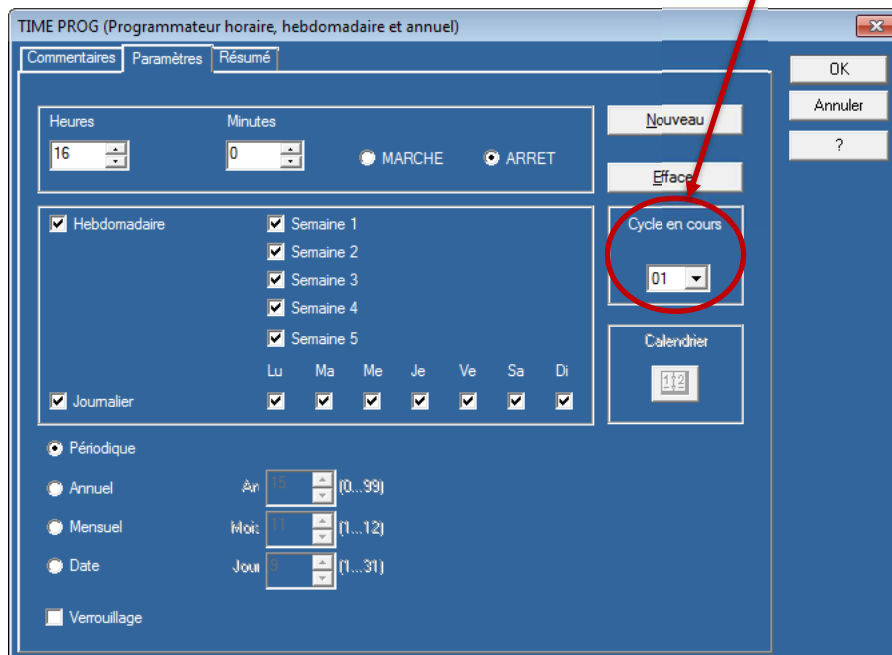 TIME PROG (Programmateur horaire, hebdomadaire et annuel)
Commentaires Paramètres Résumé
OK
Annuler
?
Heures Minutes
16 0 MARCHE ARRET
Nouveau
Efface
Hebdomadaire Semaine 1
Semaine 2
Semaine 3
Semaine 4
Semaine 5
Lu Ma Me Je Ve Sa Di
Journalier
Cycle en cours
01
Calendrier
Périodique
Annuel An 15 (0...99)
Mensuel Mois 11 (1...12)
Date Jour 9 (1...31)
Verrouillage